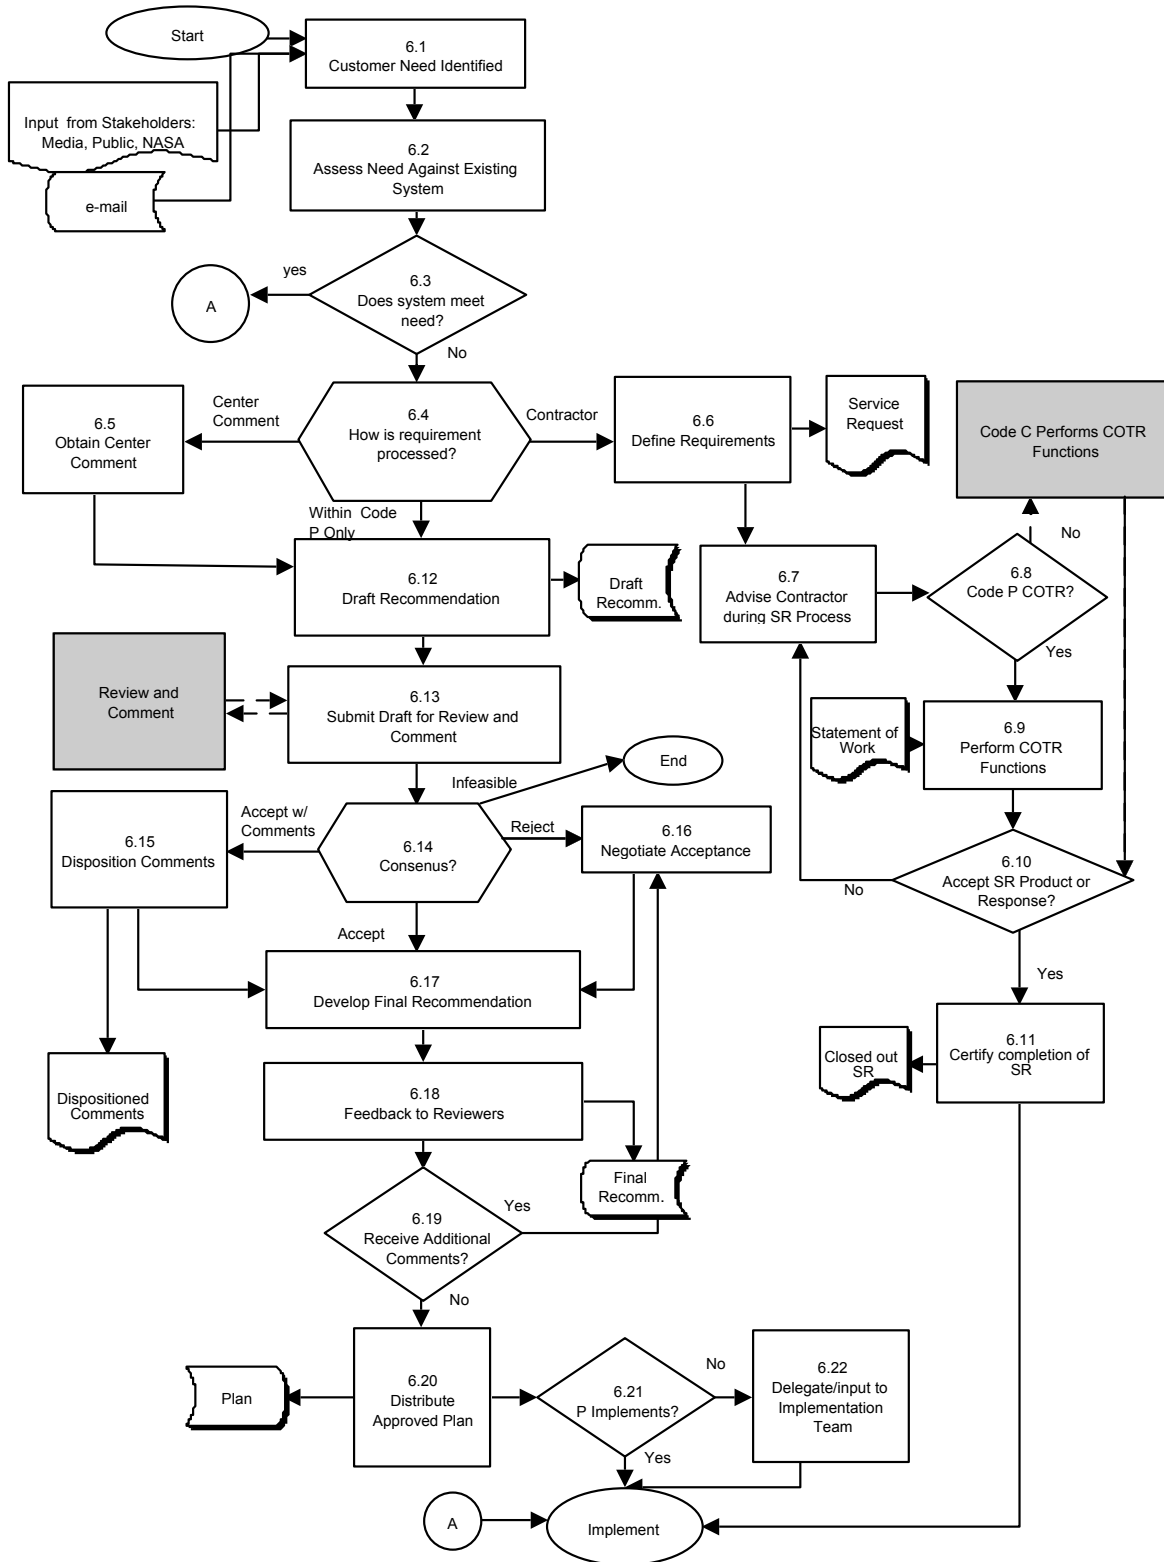 Start
6.1
Customer Need Identified
Input  from Stakeholders:
Media, Public, NASA
e-mail
6.2
Assess Need Against Existing
System
yes
A
6.3
Does system meet
need?
No
Center
Comment
6.5
Obtain Center
Comment
6.4
How is requirement
processed?
Contractor
6.6
Define Requirements
Service
Request
Code C Performs COTR
Functions
Within  Code
P Only
No
6.12
Draft Recommendation
Draft
Recomm.
6.7
Advise Contractor
during SR Process
6.8
Code P COTR?
Yes
Review and
Comment
6.13
Submit Draft for Review and
Comment
Statement of
Work
6.9
Perform COTR
Functions
End
Infeasible
Accept w/
Comments
6.15
Disposition Comments
6.14
Consenus?
Reject
6.16
Negotiate Acceptance
6.10
Accept SR Product or
Response?
No
Accept
Yes
6.17
Develop Final Recommendation
6.11
Certify completion of
SR
Closed out
SR
Dispositioned
Comments
6.18
Feedback to Reviewers
Final
Recomm.
Yes
6.19
Receive Additional
Comments?
No
Plan
6.20
Distribute
Approved Plan
6.21
P Implements?
No
6.22
Delegate/input to
Implementation
Team
Yes
A
Implement